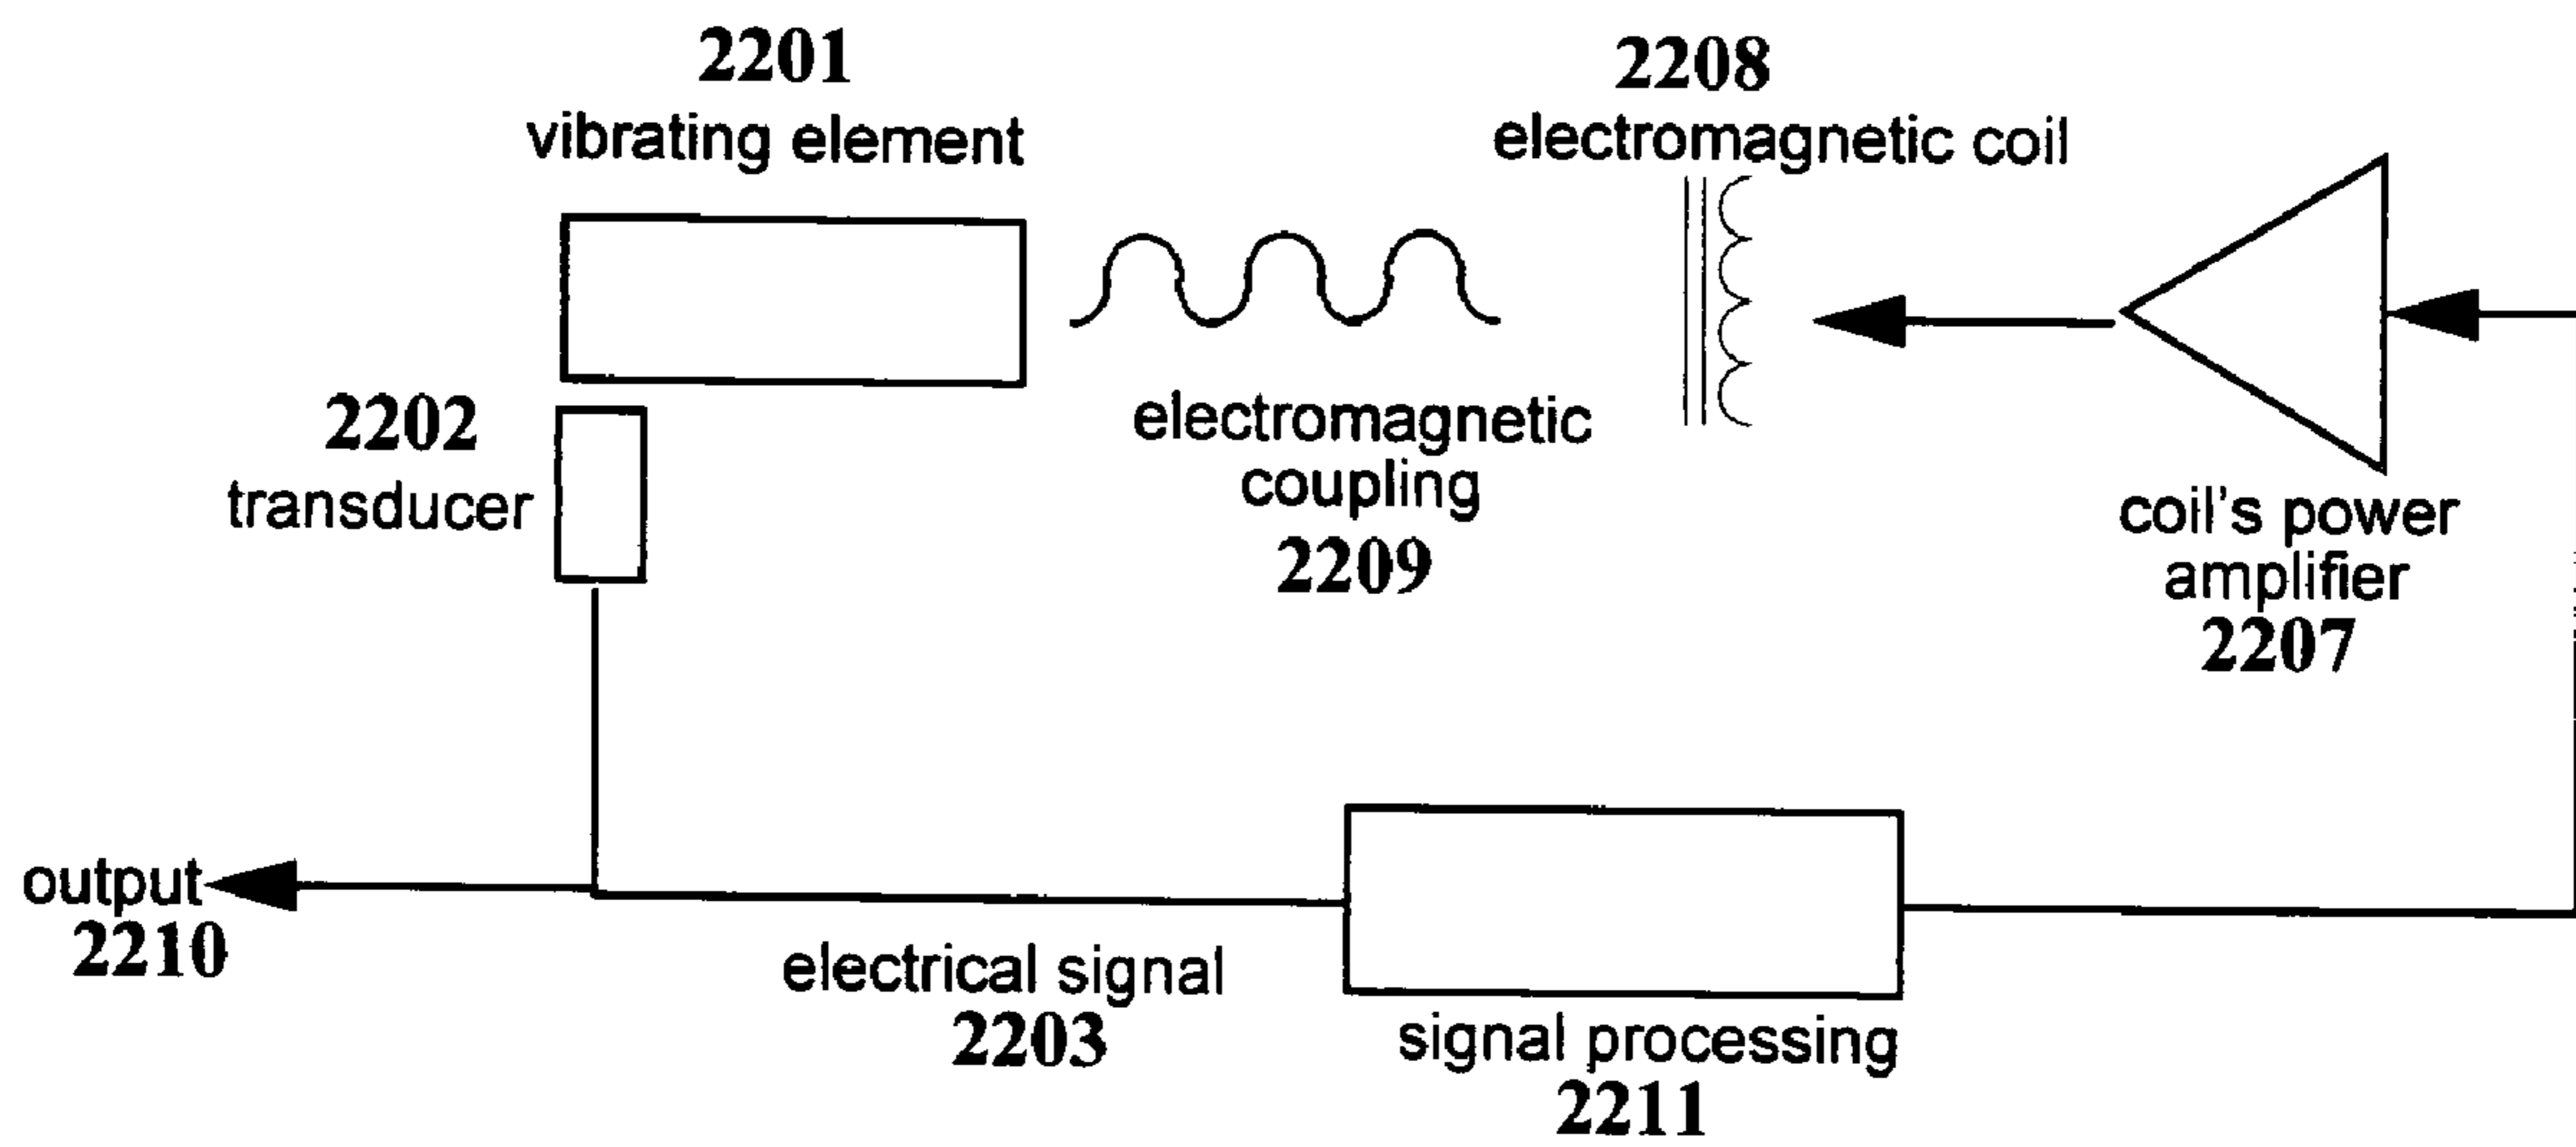 2201
vibrating element
2208
electromagnetic coil
2202
transducer
electromagnetic
coupling
2209
coil's power
amplifier
2207
output
2210
electrical signal
2203
signal processing
2211